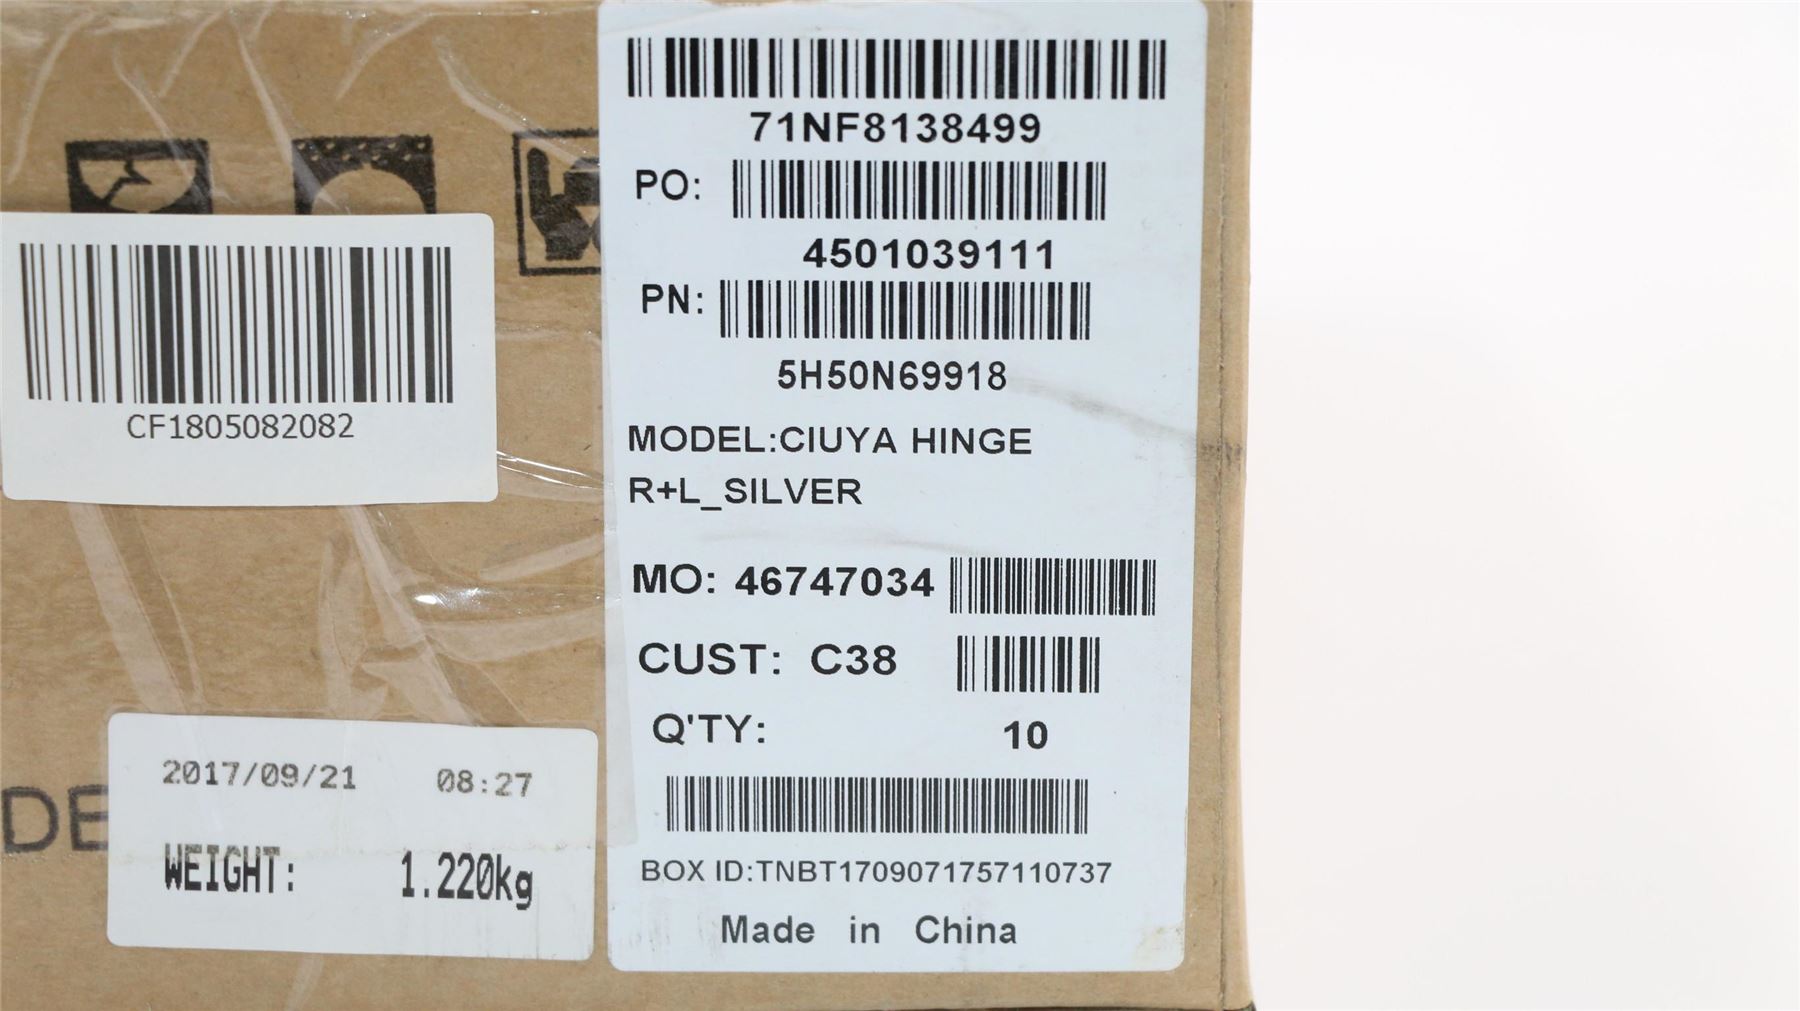 71NF8138499
PO:
4501039111
PN:
5H50N69918
MODEL:CIUYA HINGE
R+L_SILVER
MO: 46747034
CUST: C38
Q'TY: 10
BOX ID:TNBT1709071757110737
Made in China
CF1805082082
2017/09/21 08:27
WEIGHT: 1.220kg
DE